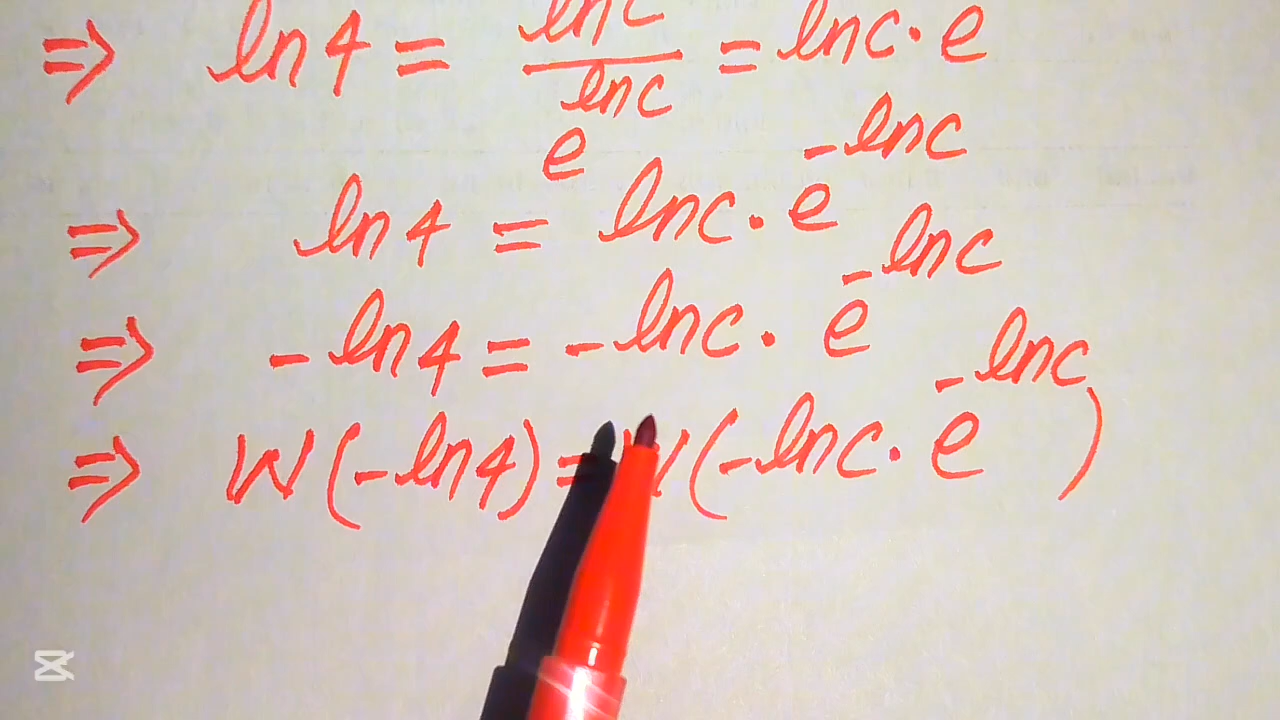 ⇒ ln4 = lnc / e^lnc = lnc · e^-lnc
⇒ ln4 = lnc · e^-lnc
⇒ -ln4 = -lnc · e^-lnc
⇒ W(-ln4) = W(-lnc · e^-lnc)